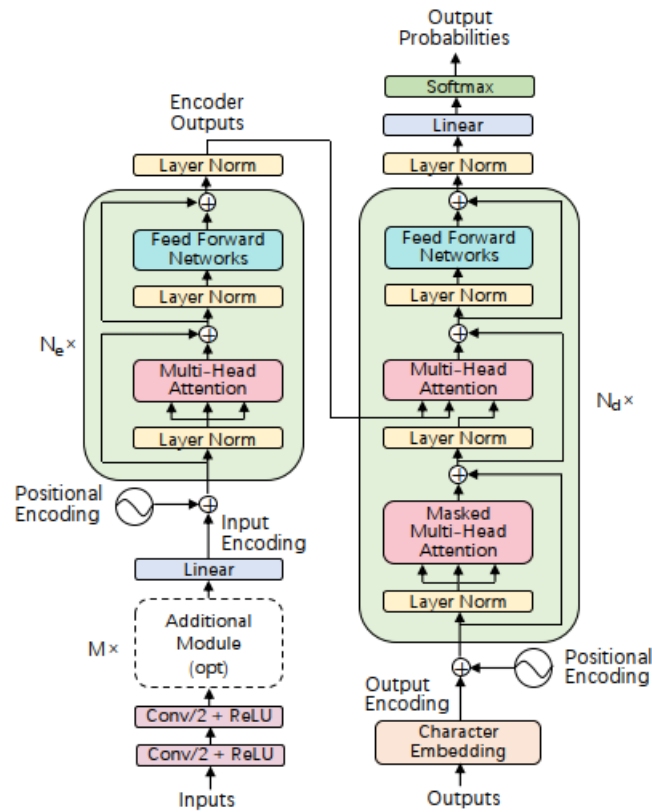 Output
Probabilities
Softmax
Linear
Layer Norm
Feed Forward
Networks
Layer Norm
Multi-Head
Attention
Layer Norm
Masked
Multi-Head
Attention
Layer Norm
N_d ×
Positional
Encoding
Output
Encoding
Character
Embedding
Outputs
Encoder
Outputs
Layer Norm
Feed Forward
Networks
Layer Norm
Multi-Head
Attention
Layer Norm
N_e ×
Positional
Encoding
Input
Encoding
Linear
Additional
Module
(opt)
M ×
Conv/2 + ReLU
Conv/2 + ReLU
Inputs